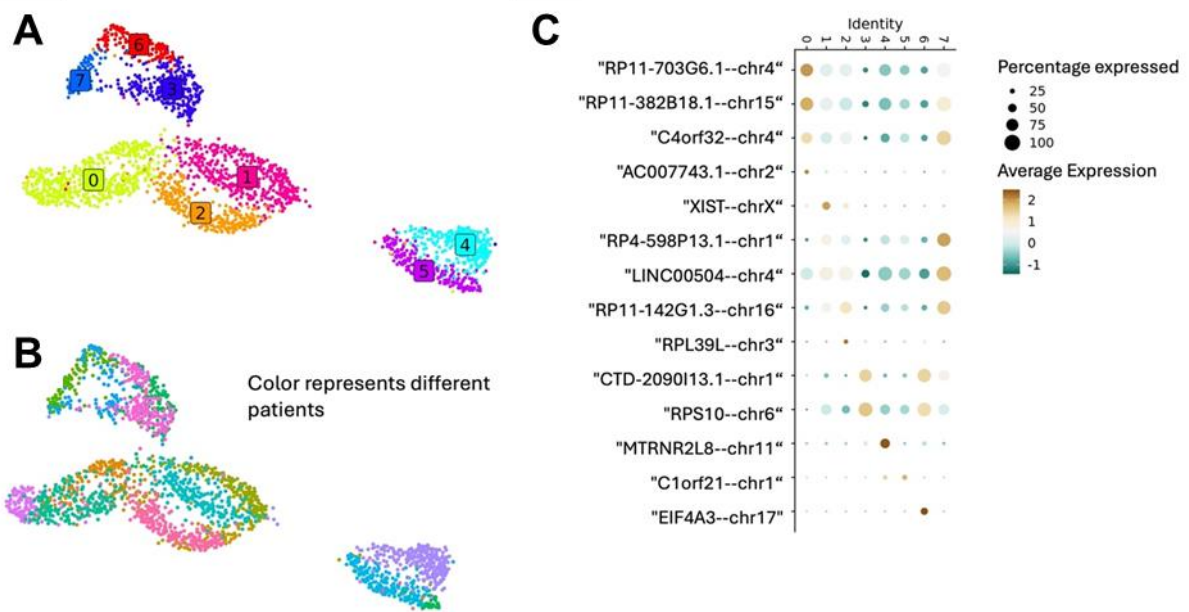 A
6
7
3
0
1
2
4
5
B
Color represents different
patients
C
Identity
0 1 2 3 4 5 6 7
"RP11-703G6.1--chr4“
"RP11-382B18.1--chr15“
"C4orf32--chr4“
"AC007743.1--chr2“
"XIST--chrX“
"RP4-598P13.1--chr1“
"LINC00504--chr4“
"RP11-142G1.3--chr16“
"RPL39L--chr3“
"CTD-2090I13.1--chr1“
"RPS10--chr6“
"MTRNR2L8--chr11“
"C1orf21--chr1“
"EIF4A3--chr17"
Percentage expressed
25
50
75
100
Average Expression
2
1
0
-1